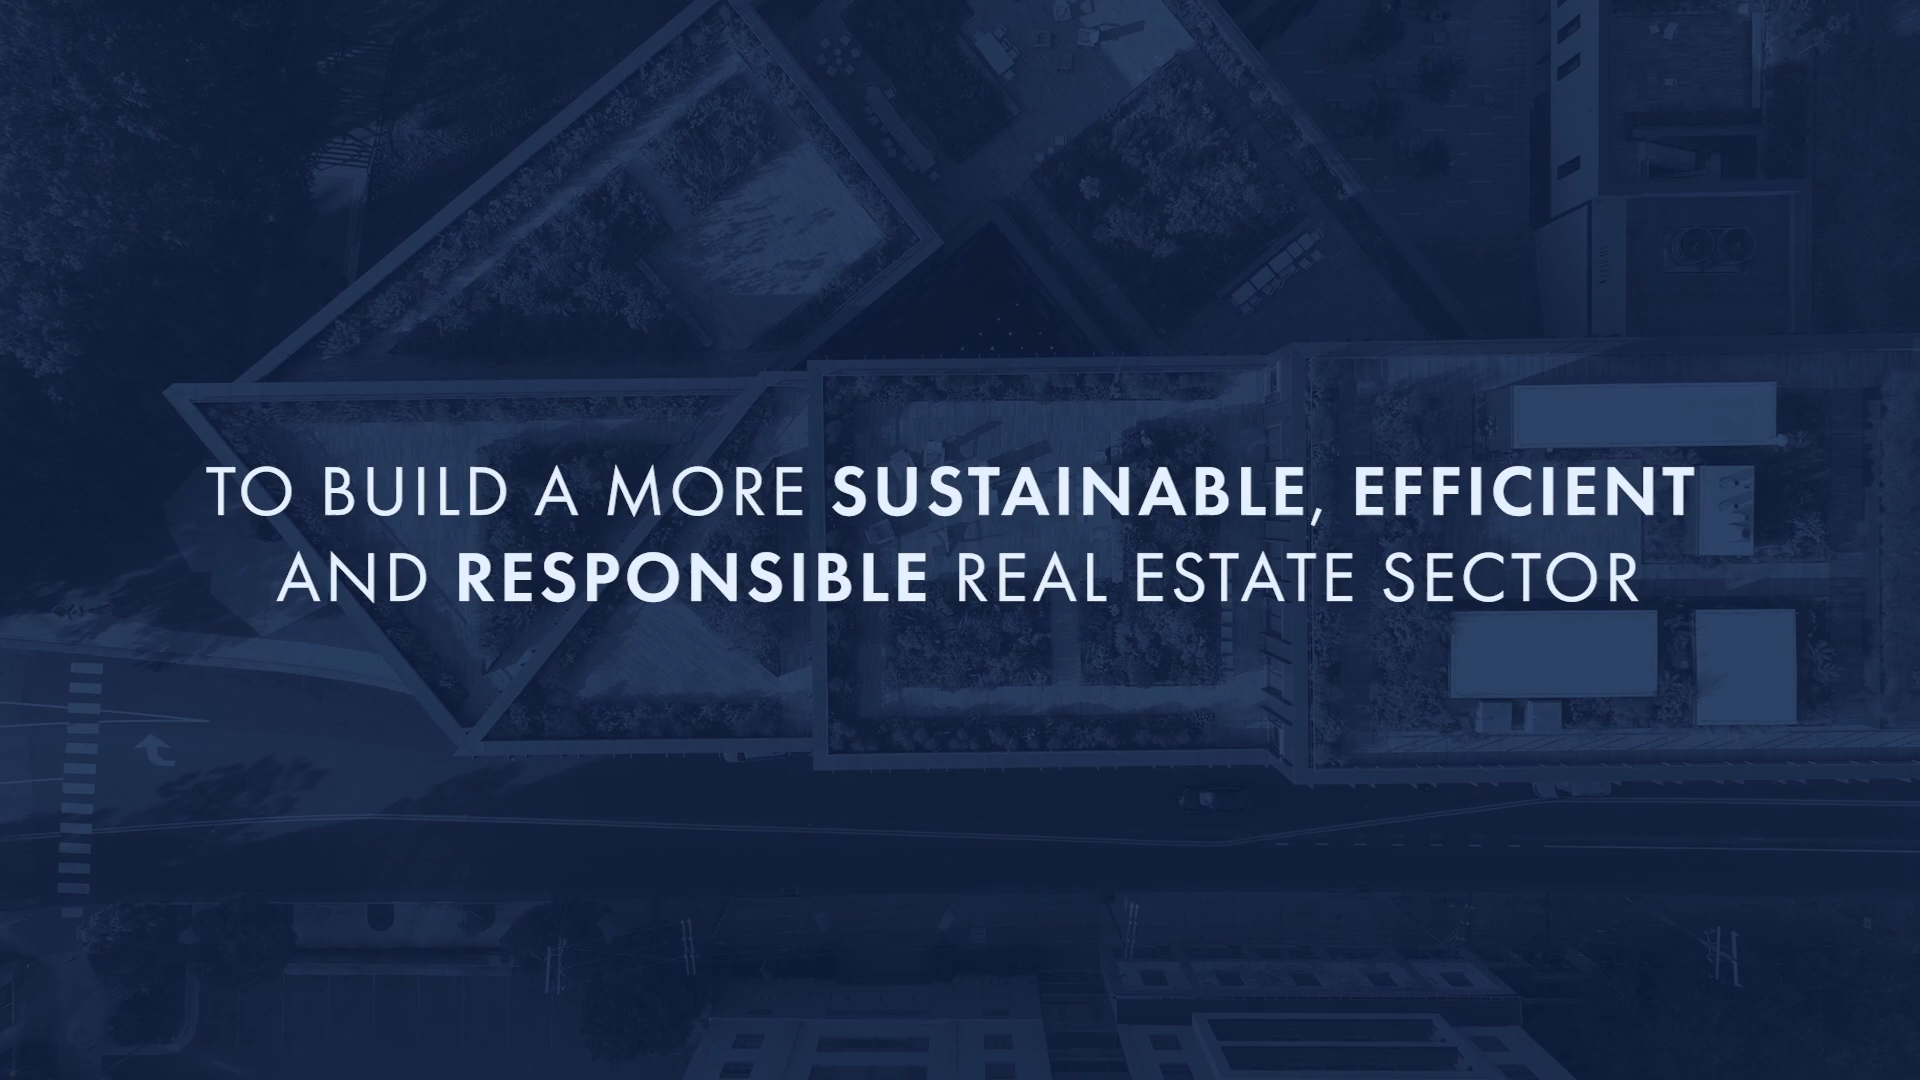 TO BUILD A MORE SUSTAINABLE, EFFICIENT
AND RESPONSIBLE REAL ESTATE SECTOR